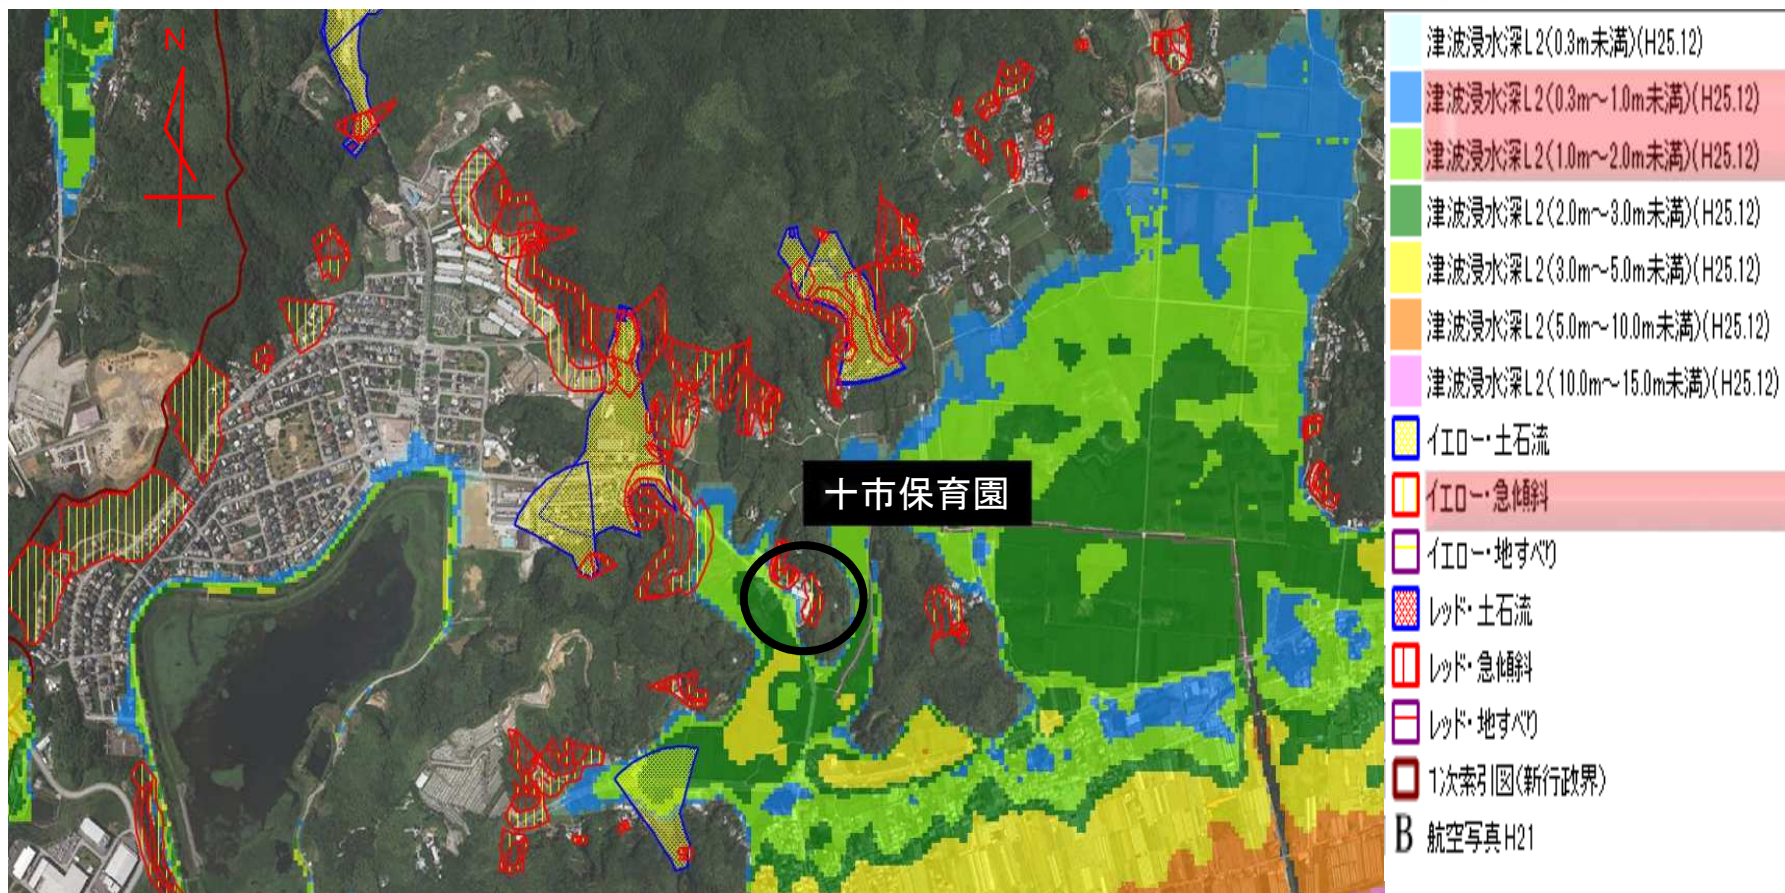 N
十市保育園
津波浸水深L2(0.3m未満)(H25.12)
津波浸水深L2(0.3m～1.0m未満)(H25.12)
津波浸水深L2(1.0m～2.0m未満)(H25.12)
津波浸水深L2(2.0m～3.0m未満)(H25.12)
津波浸水深L2(3.0m～5.0m未満)(H25.12)
津波浸水深L2(5.0m～10.0m未満)(H25.12)
津波浸水深L2(10.0m～15.0m未満)(H25.12)
イエロー・土石流
イエロー・急傾斜
イエロー・地すべり
レッド・土石流
レッド・急傾斜
レッド・地すべり
1次索引図(新行政界)
B 航空写真H21